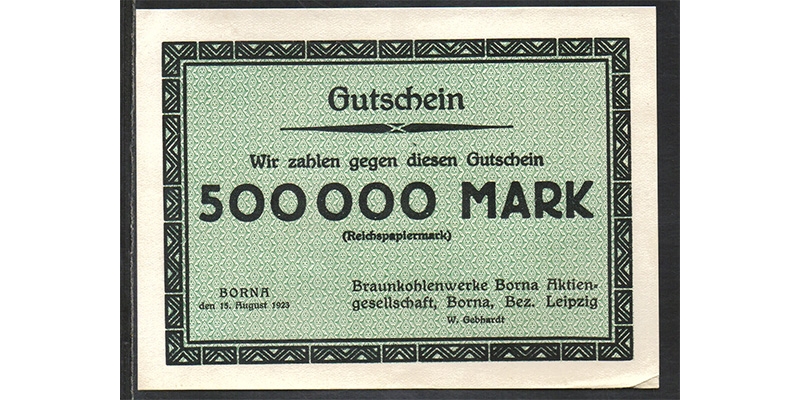 Gutschein
Wir zahlen gegen diesen Gutschein
500000 MARK
(Reichspapiermark)
BORNA
den 15. August 1923
Braunkohlenwerke Borna Aktien-
gesellschaft, Borna, Bez. Leipzig
W. Gebhardt